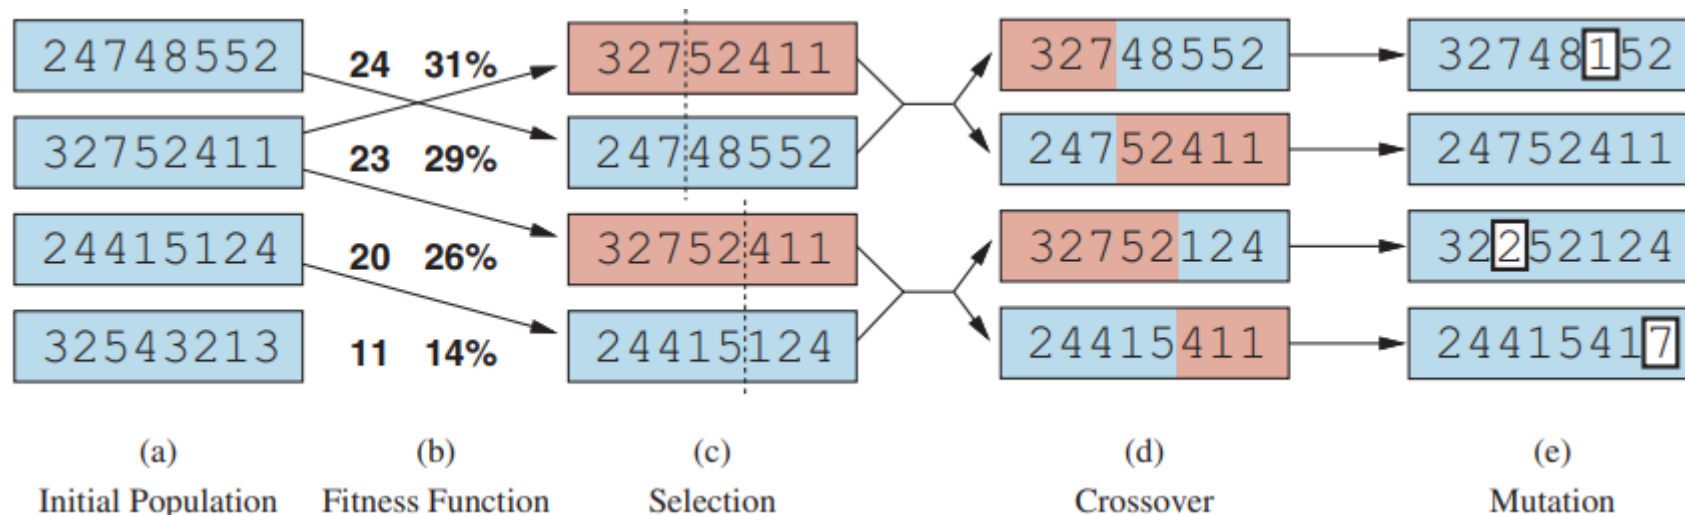 24748552 24 31% 32752411 32748552 32748152
32752411 23 29% 24748552 24752411 24752411
24415124 20 26% 32752411 32752124 32252124
32543213 11 14% 24415124 24415411 24415417
(a) (b) (c) (d) (e)
Initial Population Fitness Function Selection Crossover Mutation